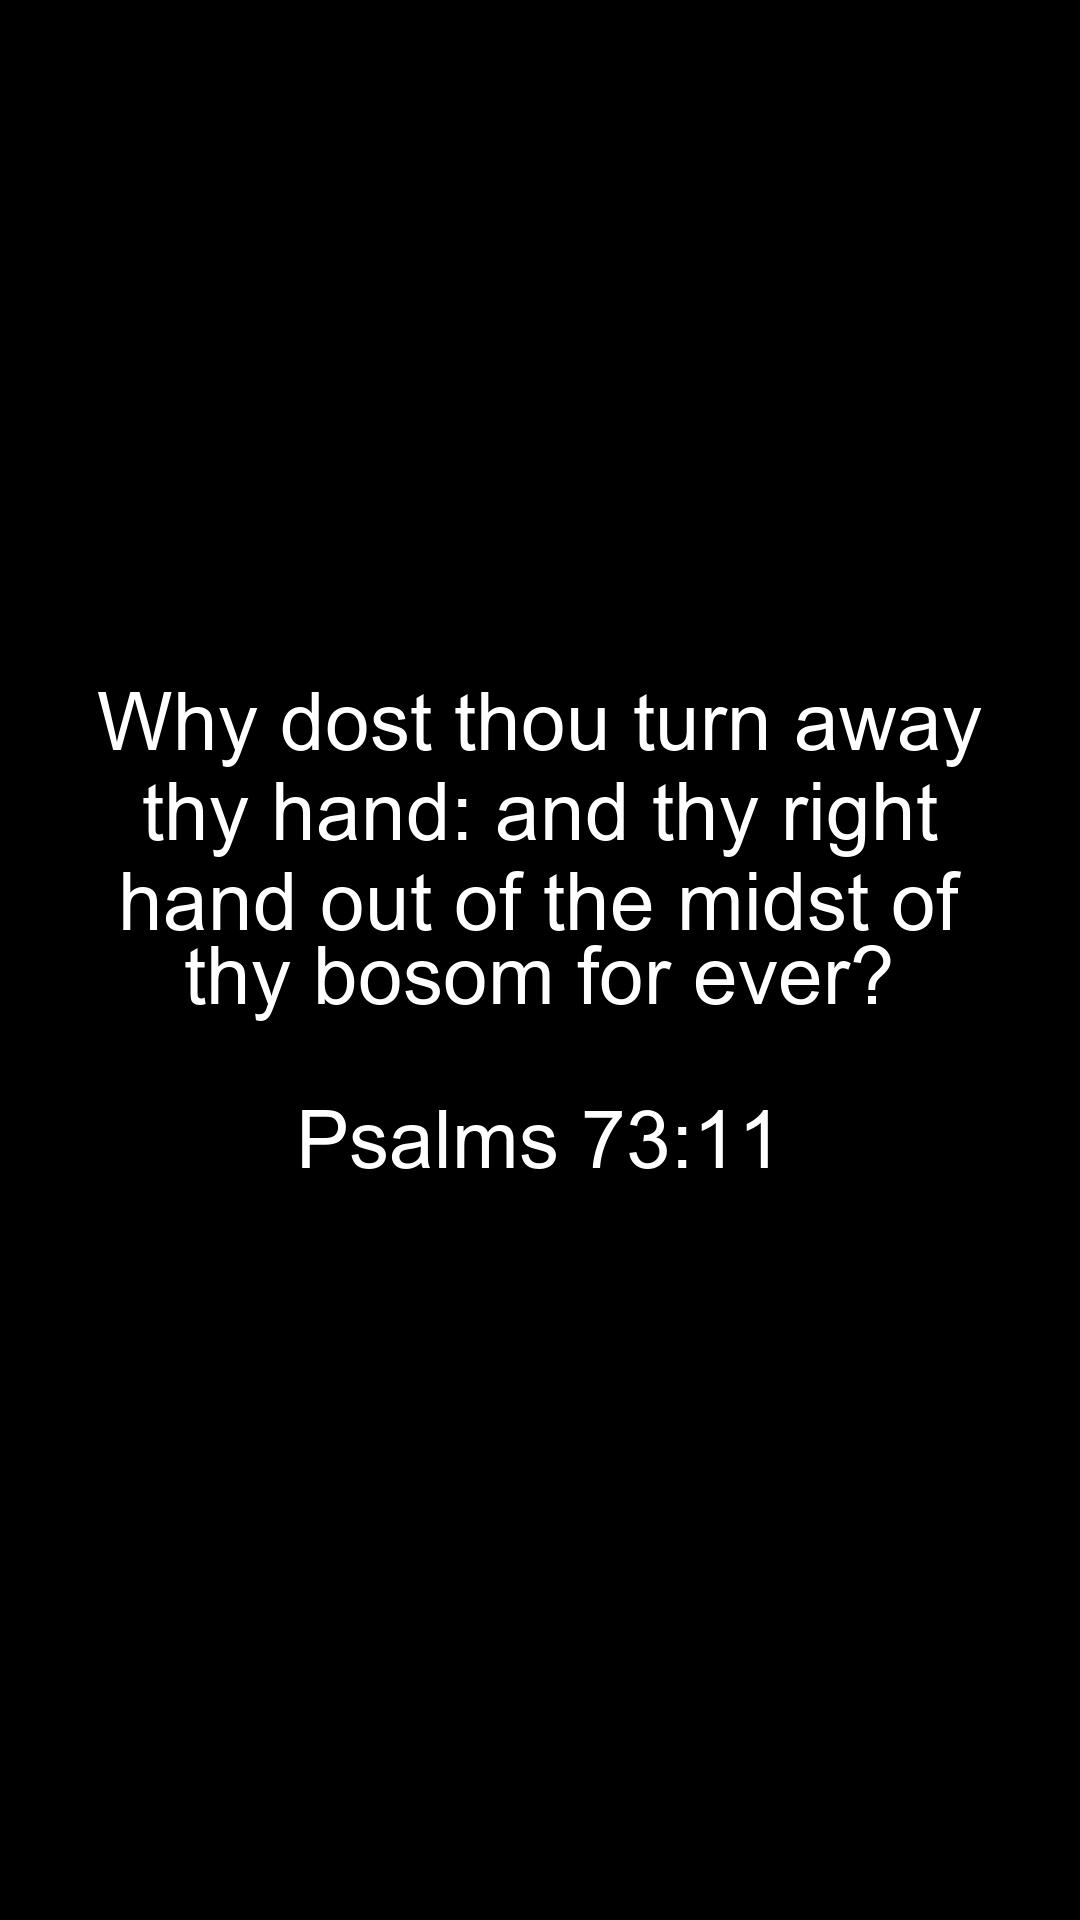 Why dost thou turn away
thy hand: and thy right
hand out of the midst of
thy bosom for ever?
Psalms 73:11